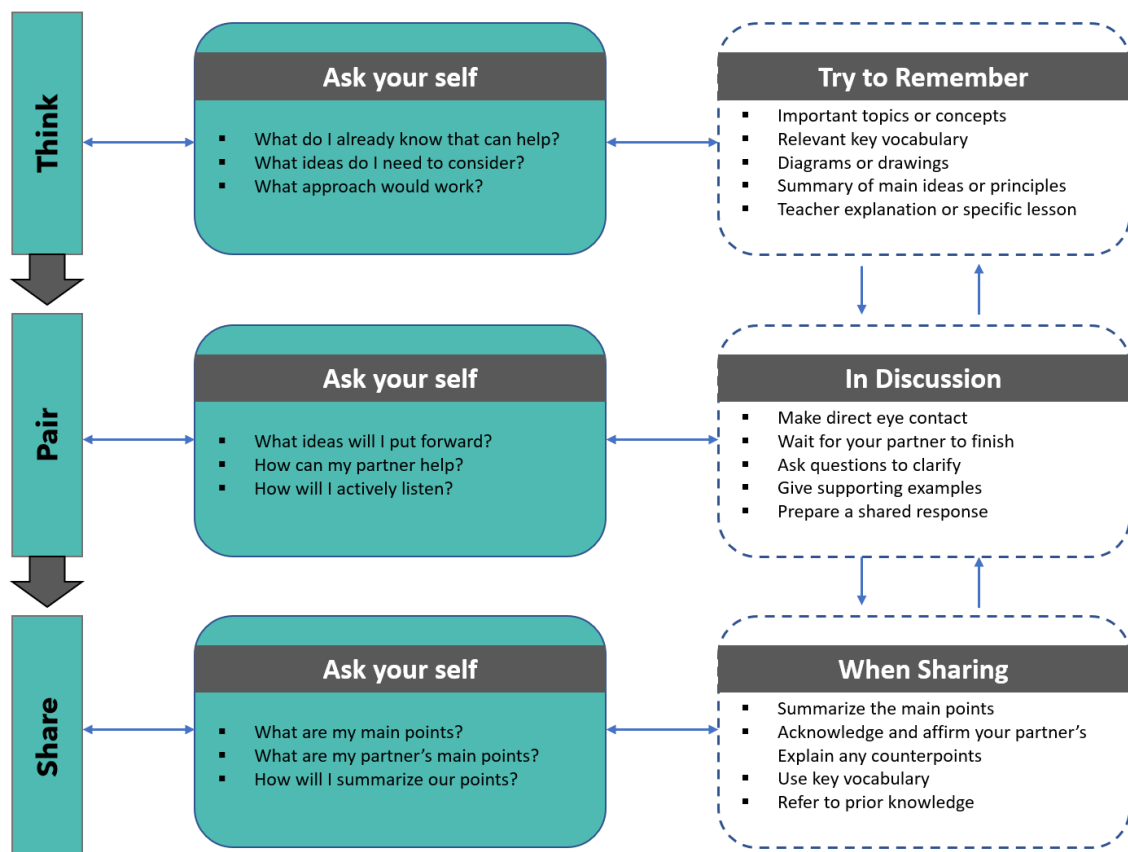 Think
Ask your self
▪ What do I already know that can help?
▪ What ideas do I need to consider?
▪ What approach would work?
Try to Remember
▪ Important topics or concepts
▪ Relevant key vocabulary
▪ Diagrams or drawings
▪ Summary of main ideas or principles
▪ Teacher explanation or specific lesson
Pair
Ask your self
▪ What ideas will I put forward?
▪ How can my partner help?
▪ How will I actively listen?
In Discussion
▪ Make direct eye contact
▪ Wait for your partner to finish
▪ Ask questions to clarify
▪ Give supporting examples
▪ Prepare a shared response
Share
Ask your self
▪ What are my main points?
▪ What are my partner’s main points?
▪ How will I summarize our points?
When Sharing
▪ Summarize the main points
▪ Acknowledge and affirm your partner’s
Explain any counterpoints
▪ Use key vocabulary
▪ Refer to prior knowledge